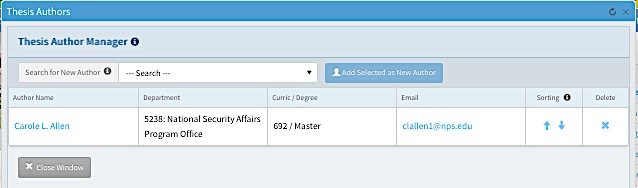 Thesis Authors
Thesis Author Manager
Search for New Author --- Search --- Add Selected as New Author
Author Name Department Curric / Degree Email Sorting Delete
Carole L. Allen 5238: National Security Affairs 692 / Master clallen1@nps.edu
Program Office
Close Window